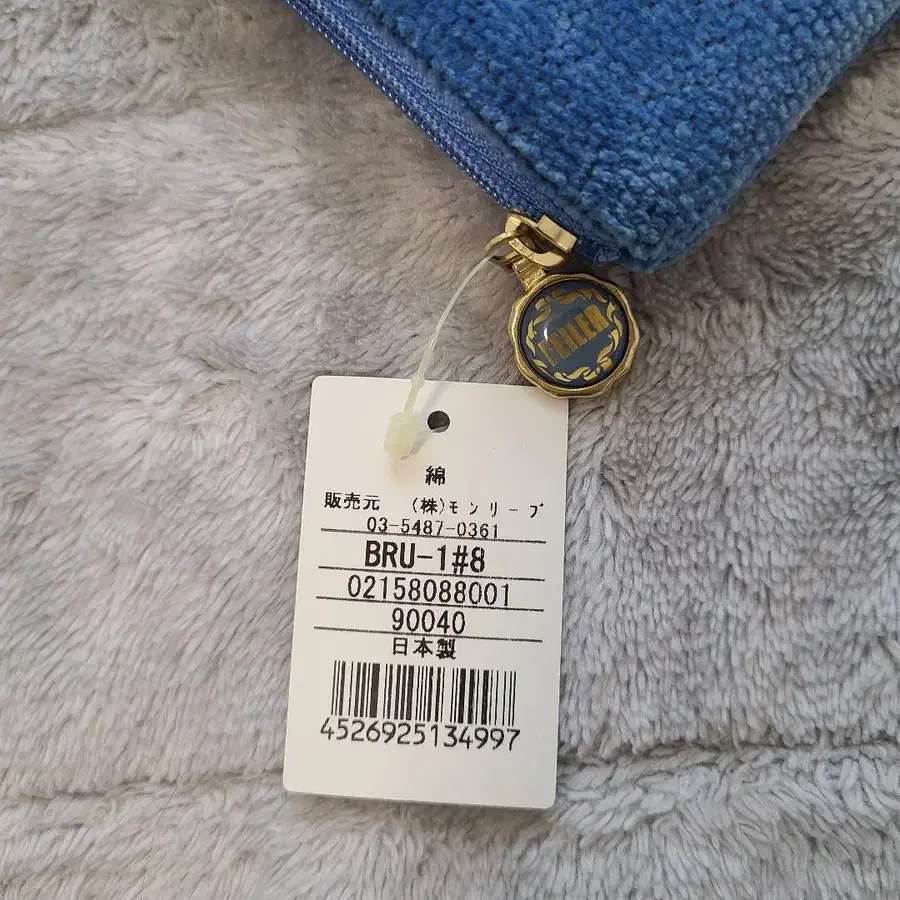 FEILER
綿
販売元 (株)モンリーブ
03-5487-0361
BRU-1#8
02158088001
90040
日本製
4526925134997